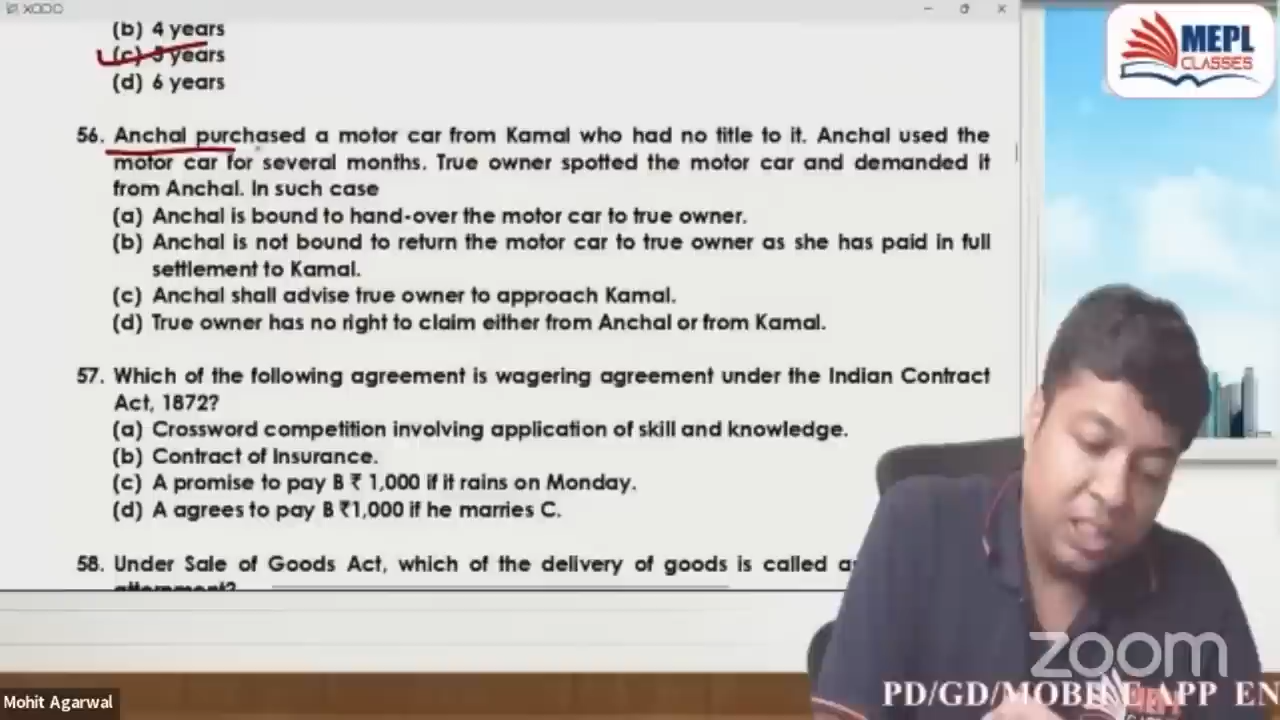 XODO
(b) 4 years
(c) 5 years
(d) 6 years
56. Anchal purchased a motor car from Kamal who had no title to it. Anchal used the
motor car for several months. True owner spotted the motor car and demanded it
from Anchal. In such case
(a) Anchal is bound to hand-over the motor car to true owner.
(b) Anchal is not bound to return the motor car to true owner as she has paid in full
settlement to Kamal.
(c) Anchal shall advise true owner to approach Kamal.
(d) True owner has no right to claim either from Anchal or from Kamal.
57. Which of the following agreement is wagering agreement under the Indian Contract
Act, 1872?
(a) Crossword competition involving application of skill and knowledge.
(b) Contract of Insurance.
(c) A promise to pay B ₹ 1,000 if it rains on Monday.
(d) A agrees to pay B ₹1,000 if he marries C.
58. Under Sale of Goods Act, which of the delivery of goods is called
MEPL
CLASSES
zoom
Mohit Agarwal
PD/GD/MOBILE APP EN